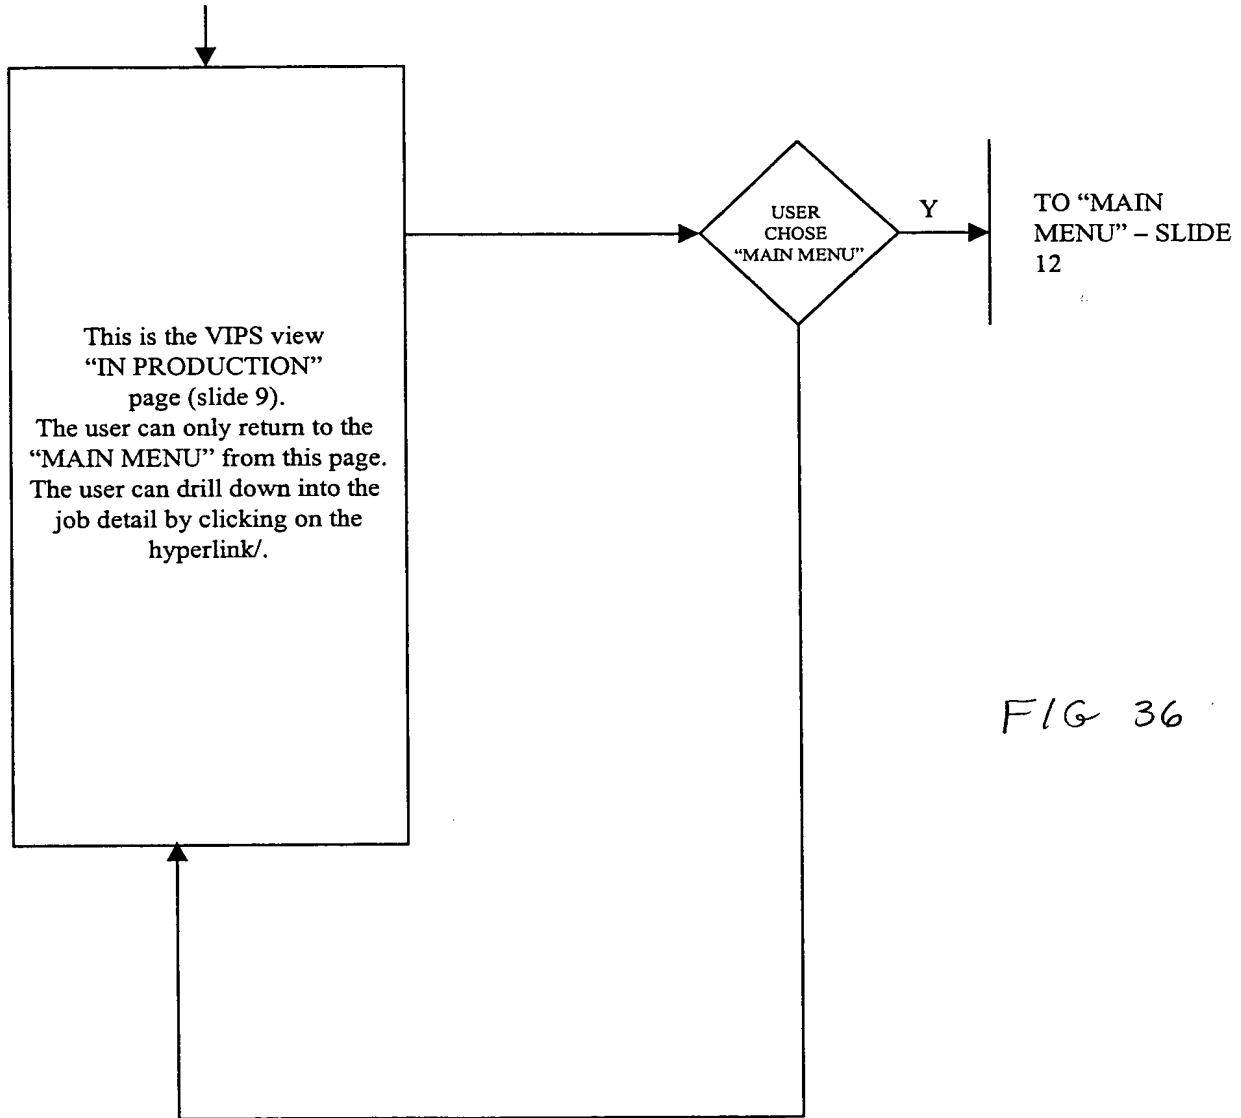 This is the VIPS view
“IN PRODUCTION”
page (slide 9).
The user can only return to the
“MAIN MENU” from this page.
The user can drill down into the
job detail by clicking on the
hyperlink/.
USER
CHOSE
“MAIN MENU”
Y
TO “MAIN
MENU” – SLIDE
12
FIG 36